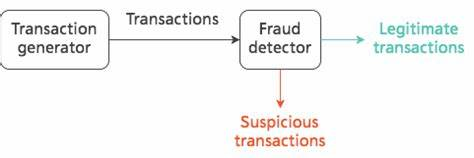 Transaction
generator
Transactions
Fraud
detector
Legitimate
transactions
Suspicious
transactions